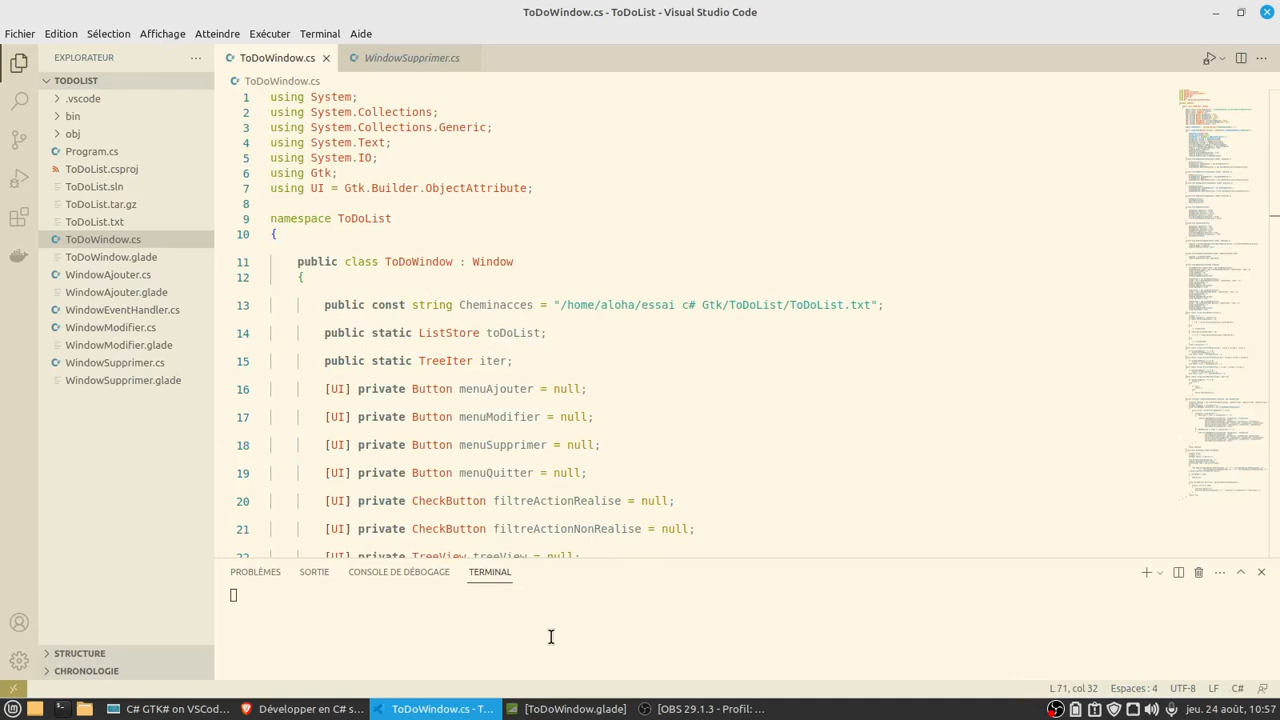 ToDoWindow.cs - ToDoList - Visual Studio Code
Fichier Edition Sélection Affichage Atteindre Exécuter Terminal Aide
EXPLORATEUR
TODOLIST
.vscode
bin
obj
Program.cs
ToDoList.csproj
ToDoList.sln
ToDoList.tar.gz
ToDoList.txt
ToDoWindow.cs
ToDoWindow.glade
WindowAjouter.cs
WindowAjouter.glade
WindowEventHandler.cs
WindowModifier.cs
WindowModifier.glade
WindowSupprimer.cs
WindowSupprimer.glade
STRUCTURE
CHRONOLOGIE
ToDoWindow.cs WindowSupprimer.cs
ToDoWindow.cs
1 using System;
2 using System.Collections;
3 using System.Collections.Generic;
4 using System.Text;
5 using System.IO;
6 using Gtk;
7 using UI = Gtk.Builder.ObjectAttribute;
8
9 namespace ToDoList
10 {
11 public class ToDoWindow : Window
12 {
13 public const string Chemin = "/home/aloha/essai C# Gtk/ToDoList/ToDoList.txt";
14 public static ListStore
15 public static TreeIter
16 [UI] private Button = null;
17 [UI] private Button = null;
18 [UI] private Button menuSupprimer = null;
19 [UI] private Button = null;
20 [UI] private CheckButton = null;
21 [UI] private CheckButton filtreActionNonRealise = null;
22 [UI] private TreeView treeView = null;
PROBLÈMES SORTIE CONSOLE DE DÉBOGAGE TERMINAL
L 71, col 32 Espaces : 4 UTF-8 LF C#
C# GTK# on VSCod... Développer en C# s... ToDoWindow.cs - T... [ToDoWindow.glade] [OBS 29.1.3 - Profil: ... jeu. 24 août, 10:57